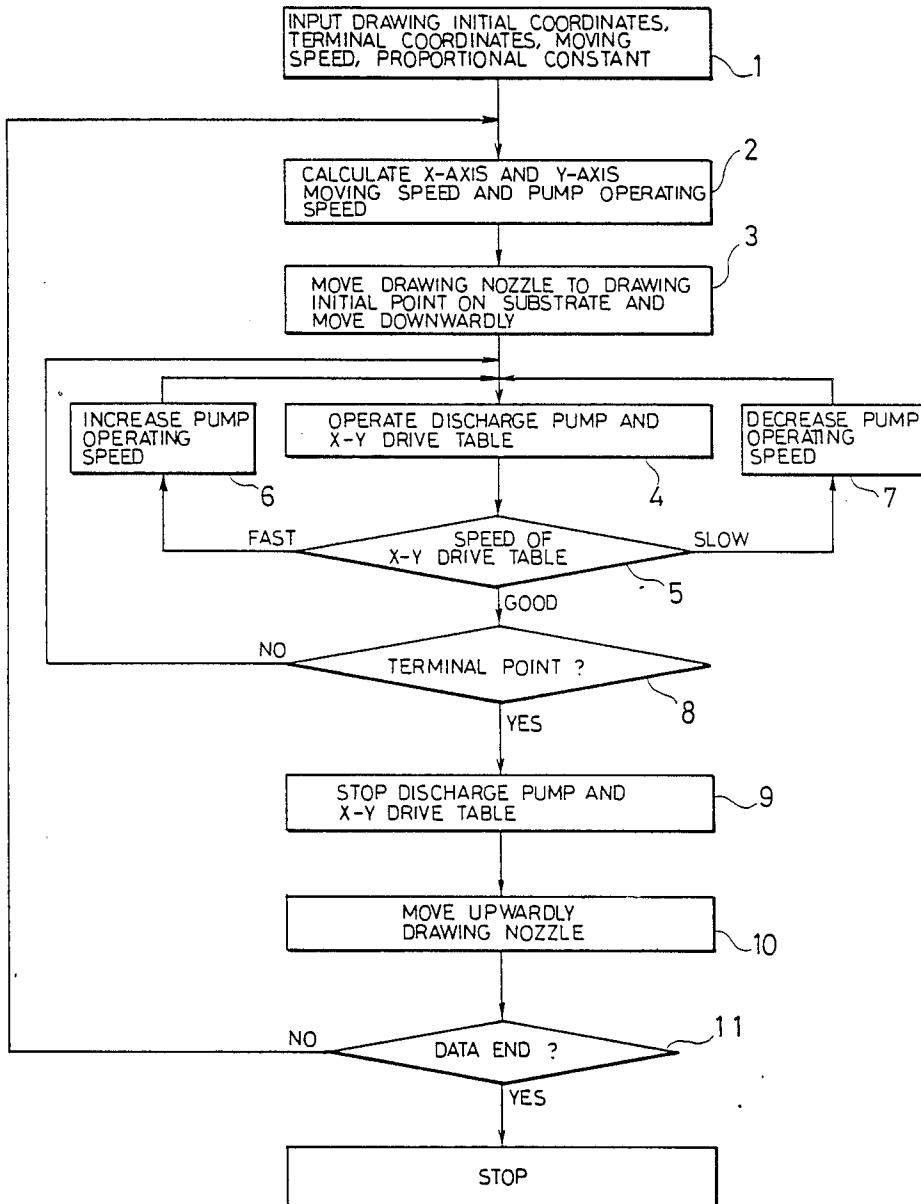 INPUT DRAWING INITIAL COORDINATES,
TERMINAL COORDINATES, MOVING
SPEED, PROPORTIONAL CONSTANT
1
CALCULATE X-AXIS AND Y-AXIS
MOVING SPEED AND PUMP OPERATING
SPEED
2
MOVE DRAWING NOZZLE TO DRAWING
INITIAL POINT ON SUBSTRATE AND
MOVE DOWNWARDLY
3
INCREASE PUMP
OPERATING
SPEED
6
OPERATE DISCHARGE PUMP AND
X-Y DRIVE TABLE
4
DECREASE PUMP
OPERATING
SPEED
7
FAST
SPEED OF
X-Y DRIVE TABLE
SLOW
5
GOOD
NO
TERMINAL POINT ?
8
YES
STOP DISCHARGE PUMP AND
X-Y DRIVE TABLE
9
MOVE UPWARDLY
DRAWING NOZZLE
10
NO
DATA END ?
11
YES
STOP